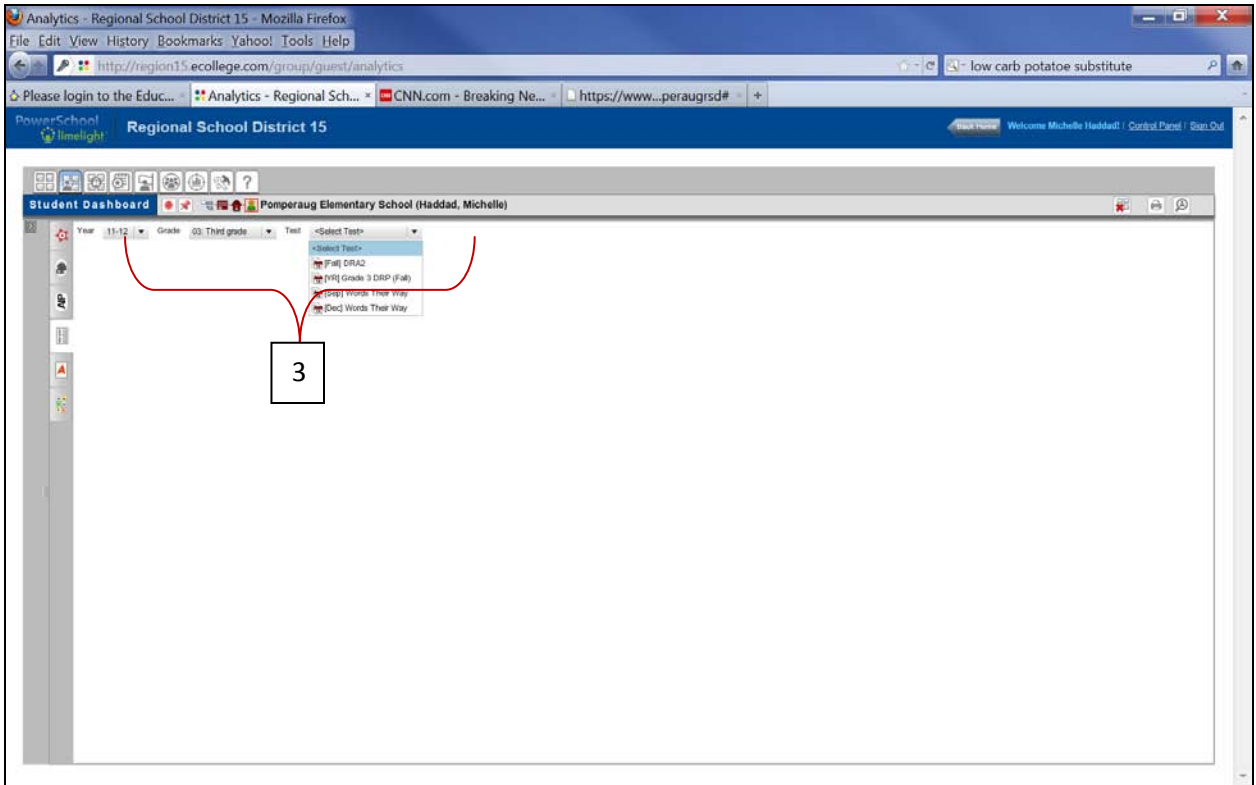 Analytics - Regional School District 15 - Mozilla Firefox
File Edit View History Bookmarks Yahoo! Tools Help
http://region15.ecollege.com/group/guest/analytics
low carb potatoe substitute
Please login to the Educ... Analytics - Regional Sch... CNN.com - Breaking Ne... https://www...peraugrsd# +
PowerSchool
limelight
Regional School District 15
Back Home Welcome Michelle Haddad! | Control Panel | Sign Out
?
Student Dashboard Pomperaug Elementary School (Haddad, Michelle)
Year 11-12 Grade 03: Third grade Test <Select Test>
<Select Test>
[Fall] DRA2
[YR] Grade 3 DRP (Fall)
[Sep] Words Their Way
[Dec] Words Their Way
AIP
A
3